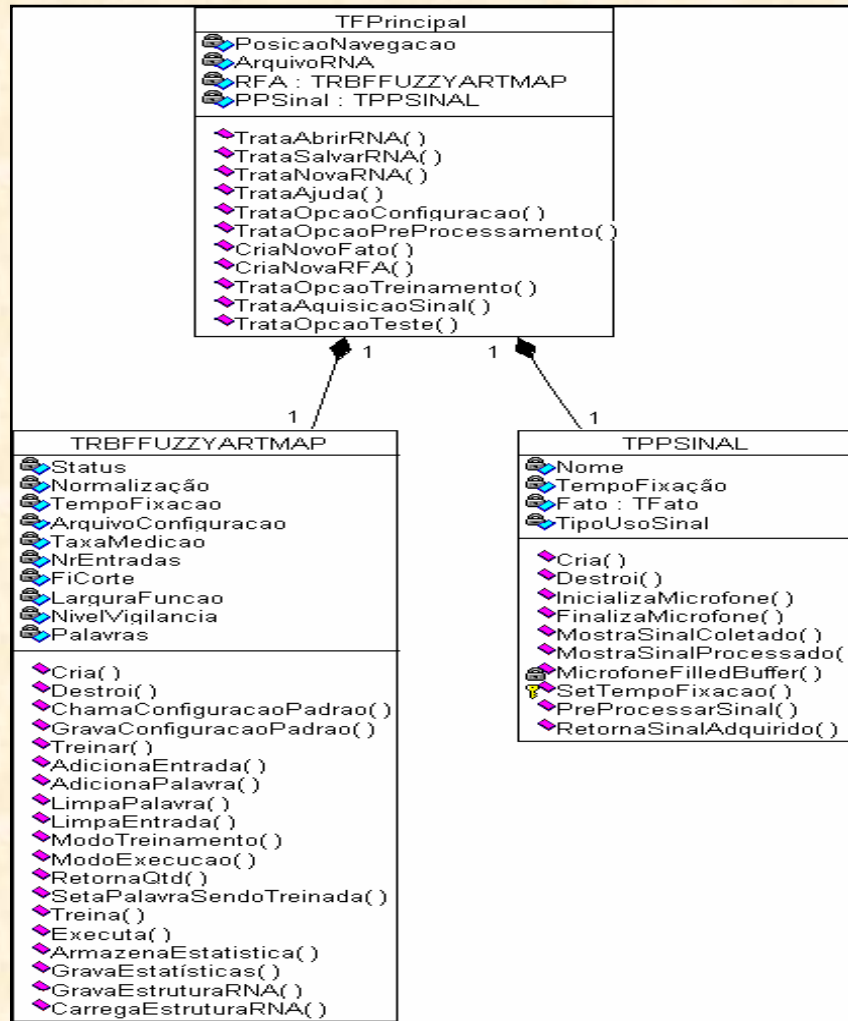 TFPrincipal
PosicaoNavegacao
ArquivoRNA
RFA : TRBFFUZZYARTMAP
PPSinal : TPPSINAL
TrataAbrirRNA( )
TrataSalvarRNA( )
TrataNovaRNA( )
TrataAjuda( )
TrataOpcaoConfiguracao( )
TrataOpcaoPreProcessamento( )
CriaNovoFato( )
CriaNovaRFA( )
TrataOpcaoTreinamento( )
TrataAquisicaoSinal( )
TrataOpcaoTeste( )
1
1
1
1
TRBFFUZZYARTMAP
Status
Normalização
TempoFixacao
ArquivoConfiguracao
TaxaMedicao
NrEntradas
FiCorte
LarguraFuncao
NivelVigilancia
Palavras
Cria( )
Destroi( )
ChamaConfiguracaoPadrao( )
GravaConfiguracaoPadrao( )
Treinar( )
AdicionaEntrada( )
AdicionaPalavra( )
LimpaPalavra( )
LimpaEntrada( )
ModoTreinamento( )
ModoExecucao( )
RetornaQtd( )
SetaPalavraSendoTreinada( )
Treina( )
Executa( )
ArmazenaEstatistica( )
GravaEstatísticas( )
GravaEstruturaRNA( )
CarregaEstruturaRNA( )
TPPSINAL
Nome
TempoFixação
Fato : TFato
TipoUsoSinal
Cria( )
Destroi( )
InicializaMicrofone( )
FinalizaMicrofone( )
MostraSinalColetado( )
MostraSinalProcessado(
MicrofoneFilledBuffer( )
SetTempoFixacao( )
PreProcessarSinal( )
RetornaSinalAdquirido( )